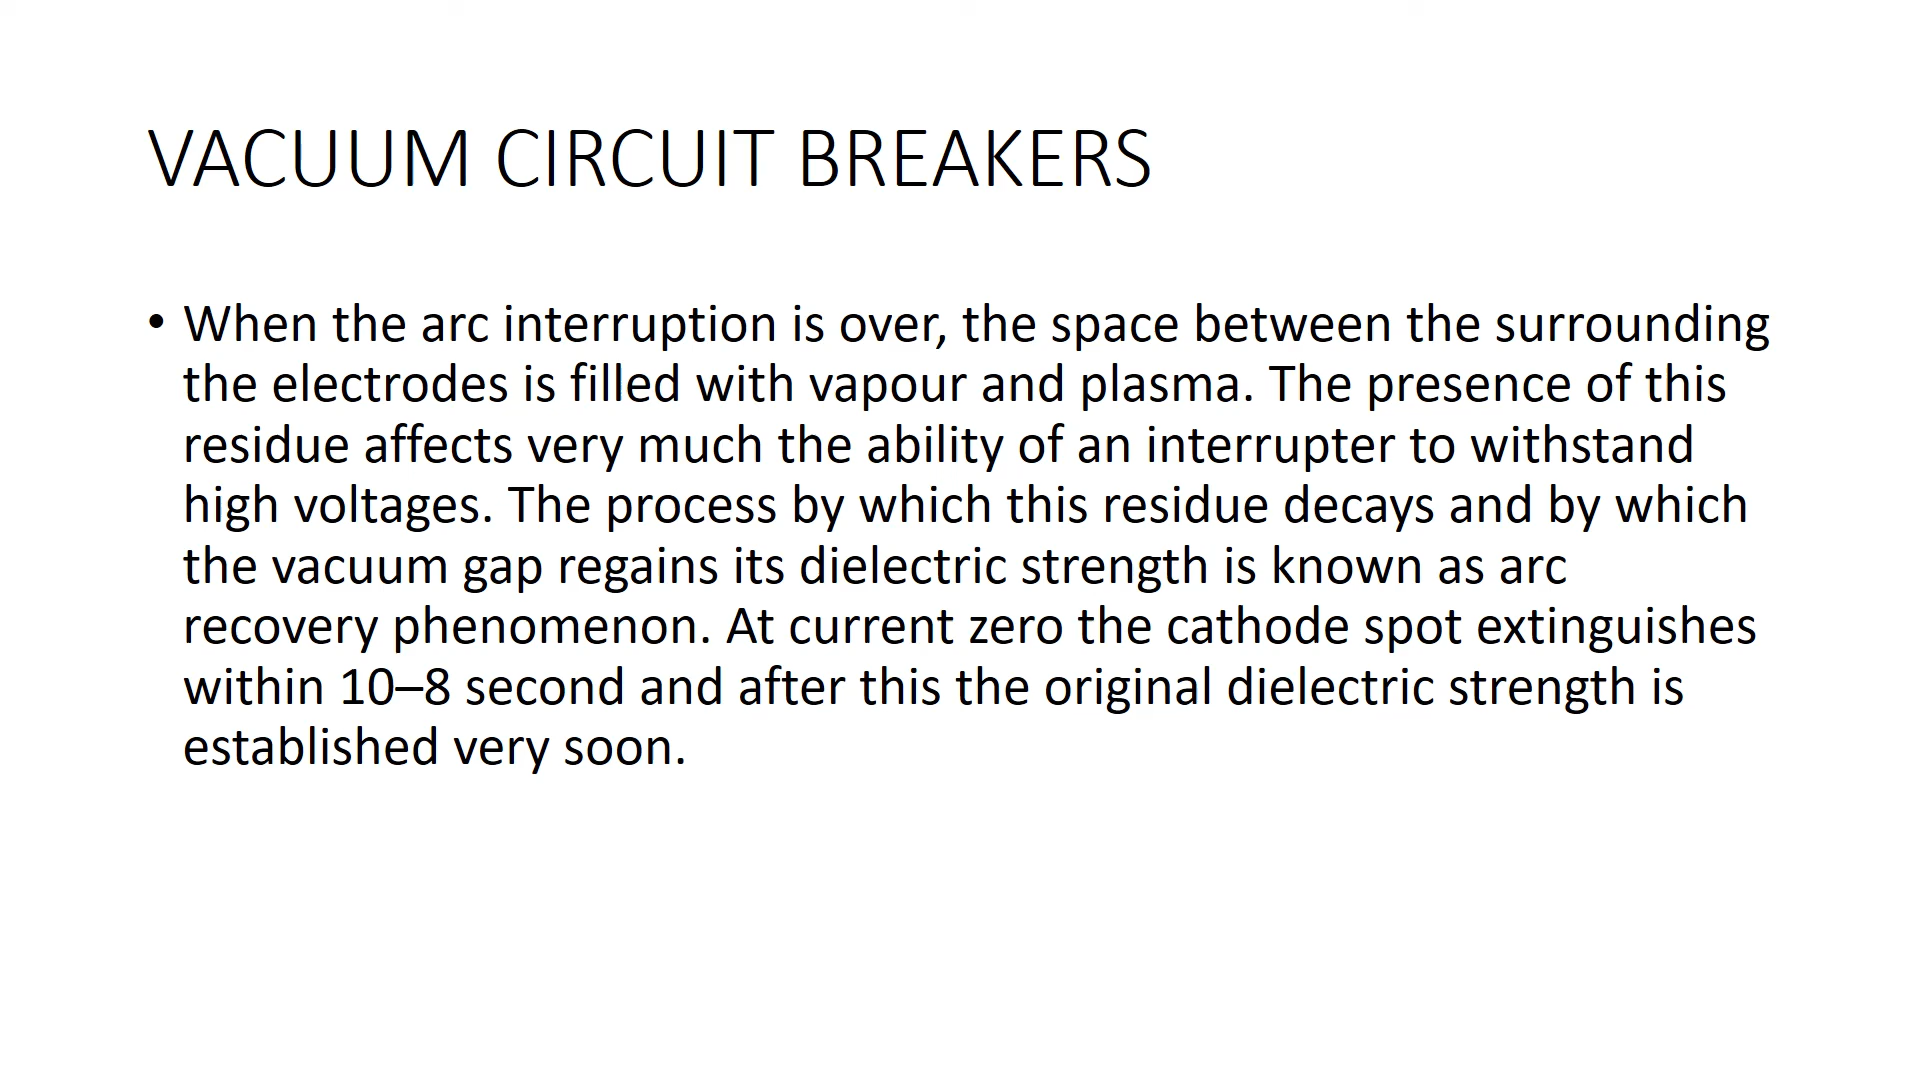 VACUUM CIRCUIT BREAKERS
• When the arc interruption is over, the space between the surrounding
the electrodes is filled with vapour and plasma. The presence of this
residue affects very much the ability of an interrupter to withstand
high voltages. The process by which this residue decays and by which
the vacuum gap regains its dielectric strength is known as arc
recovery phenomenon. At current zero the cathode spot extinguishes
within 10–8 second and after this the original dielectric strength is
established very soon.